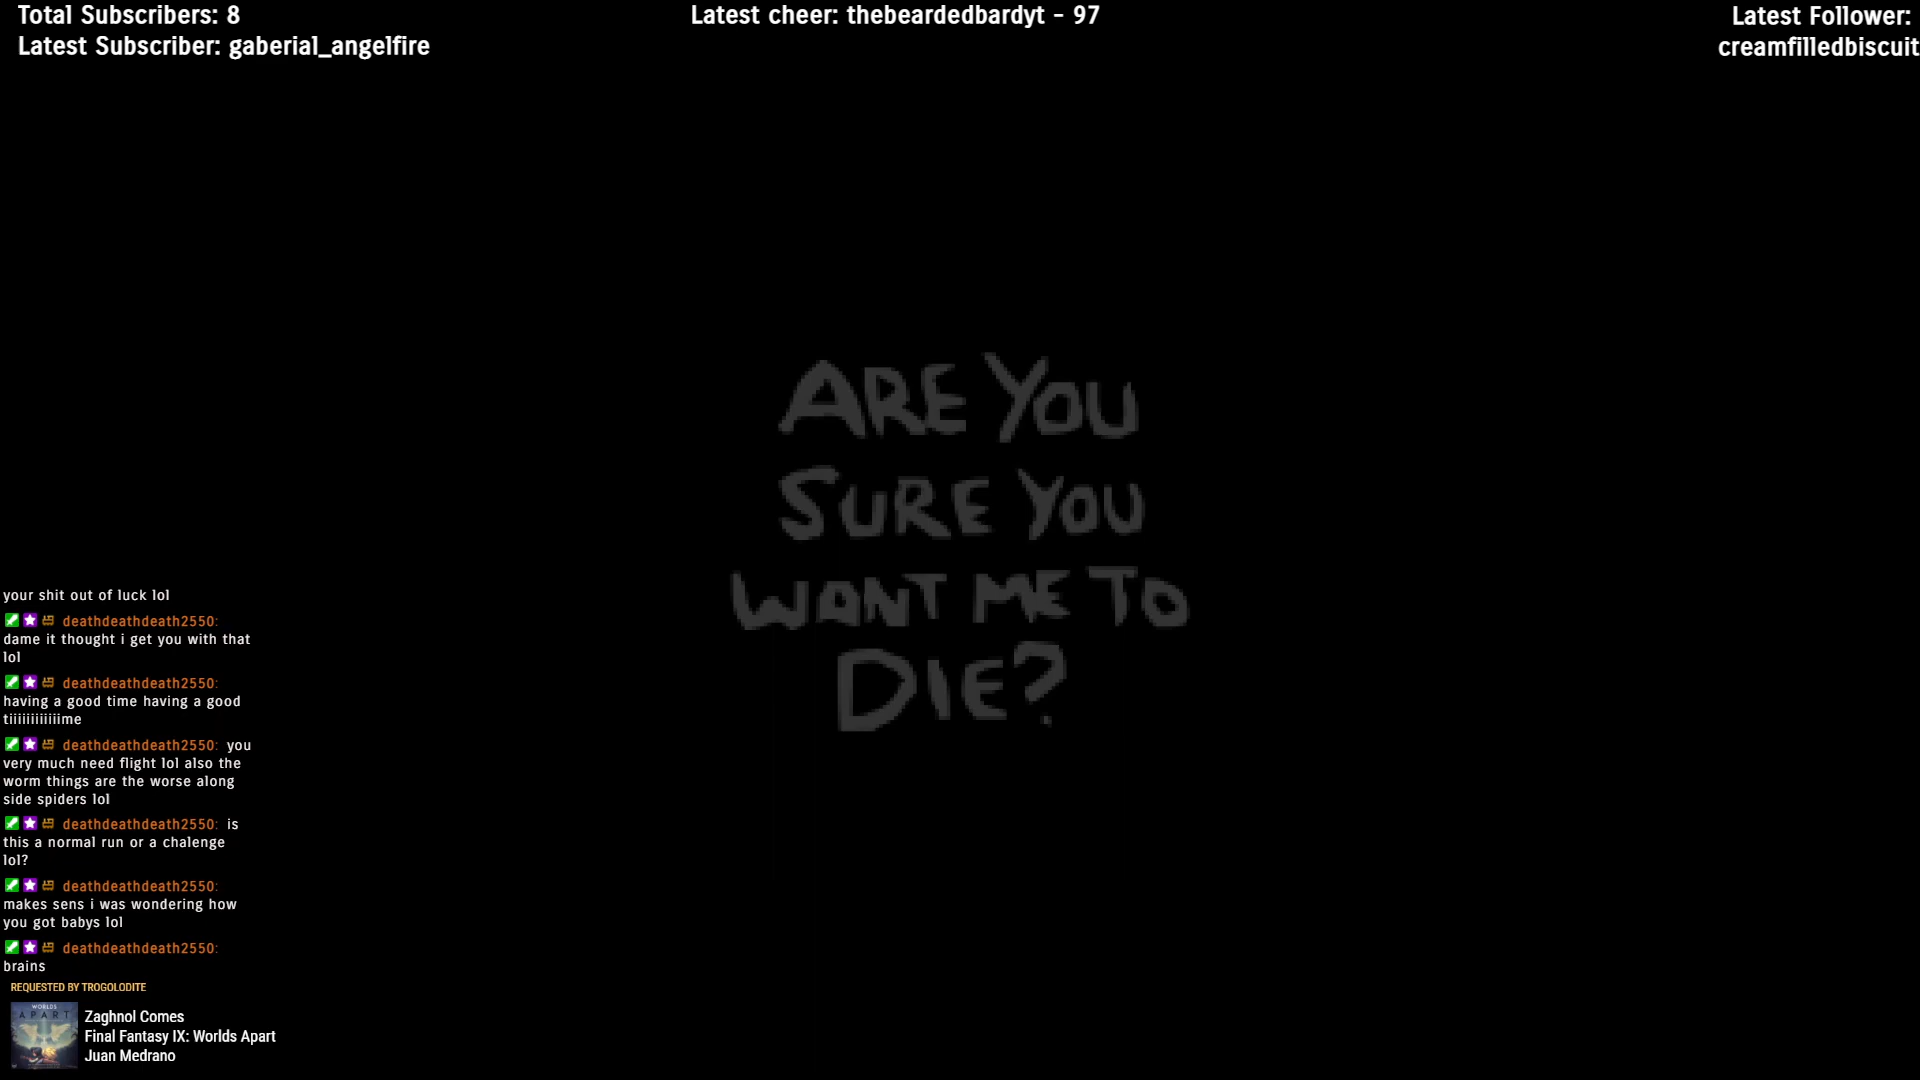 Total Subscribers: 8
Latest Subscriber: gaberial_angelfire
Latest cheer: thebeardedbardyt - 97
Latest Follower:
creamfilledbiscuit
ARE YOU
SURE YOU
WANT ME TO
DIE?
your shit out of luck lol
deathdeathdeath2550:
dame it thought i get you with that
lol
deathdeathdeath2550:
having a good time having a good
tiiiiiiiiiiiime
deathdeathdeath2550: you
very much need flight lol also the
worm things are the worse along
side spiders lol
deathdeathdeath2550: is
this a normal run or a chalenge
lol?
deathdeathdeath2550:
makes sens i was wondering how
you got babys lol
deathdeathdeath2550:
brains
REQUESTED BY TROGOLODITE
WORLDS
APART
Zaghnol Comes
Final Fantasy IX: Worlds Apart
Juan Medrano